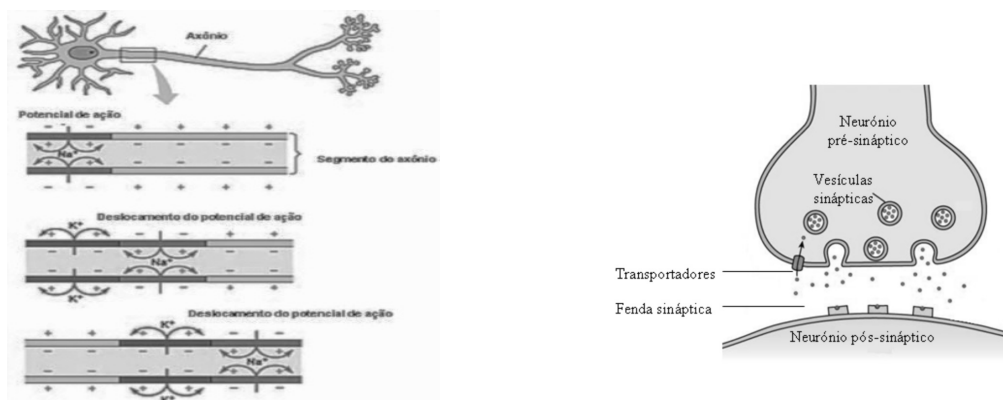 Axônio
Potencial de ação
- - - + + + +
+ + - - - -
Na⁺
+ + - - - -
- - - + + + +
Segmento do axônio
Deslocamento do potencial de ação
K⁺
+ + - - + +
- - + + - -
Na⁺
- - + + - -
+ + - - + +
K⁺
Deslocamento do potencial de ação
K⁺
+ + + + - -
- - - - + +
Na⁺
- - - - + +
+ + + + - -
K⁺
Neurónio
pré-sináptico
Vesículas
sinápticas
Transportadores
Fenda sináptica
Neurónio pós-sináptico